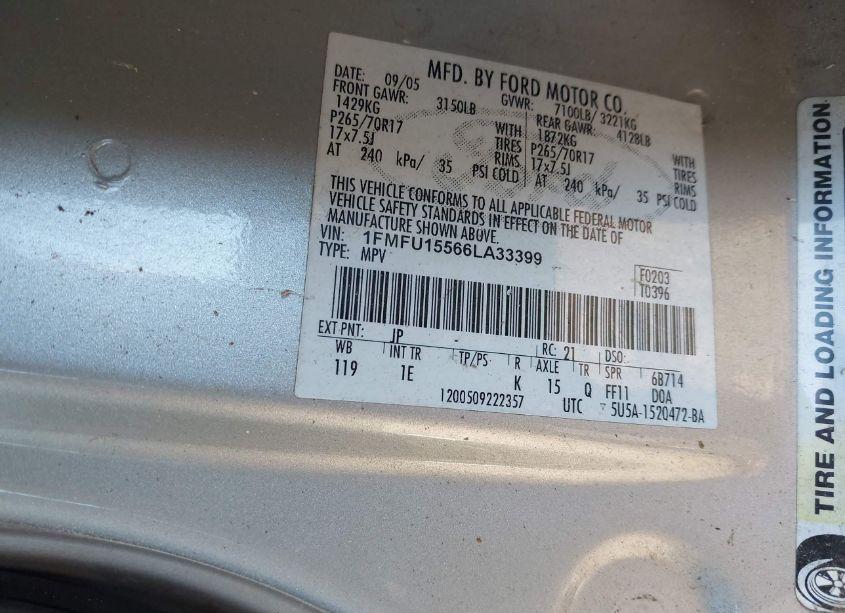 MFD. BY FORD MOTOR CO.
DATE: 09/05 GVWR: 7100LB/ 3221KG
FRONT GAWR: 3150LB REAR GAWR: 4128LB
1429KG WITH 1872KG WITH
P265/70R17 TIRES P265/70R17 TIRES
17x7.5J RIMS 17x7.5J RIMS
AT 240 kPa/ 35 PSI COLD AT 240 kPa/ 35 PSI COLD
THIS VEHICLE CONFORMS TO ALL APPLICABLE FEDERAL MOTOR
VEHICLE SAFETY STANDARDS IN EFFECT ON THE DATE OF
MANUFACTURE SHOWN ABOVE.
VIN: 1FMFU15566LA33399
TYPE: MPV
F0203
T0396
EXT PNT: JP RC: 21 DSO:
WB INT TR TP/PS R AXLE TR SPR 6B714
119 1E K 15 Q FF11 DOA
1200509222357 UTC 5U5A-1520472-BA
TIRE AND LOADING INFORMATION